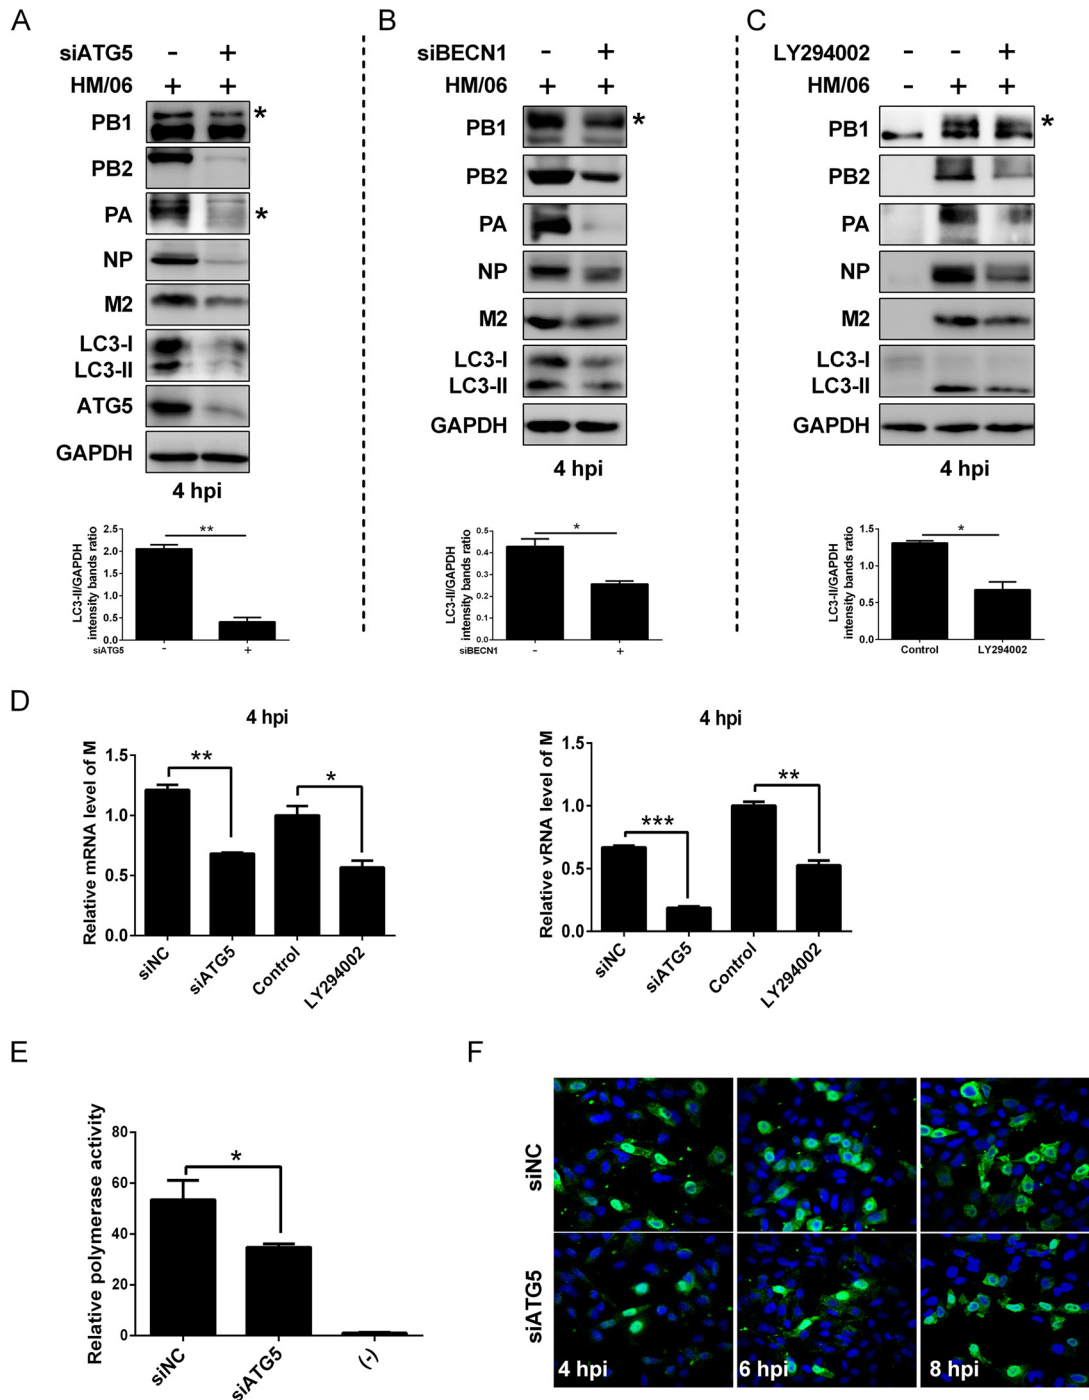 A
siATG5 - +
HM/06 + +
PB1 *
PB2
PA *
NP
M2
LC3-I
LC3-II
ATG5
GAPDH
4 hpi
LC3-II/GAPDH
intensity bands ratio
2.5
2.0
1.5
1.0
0.5
0.0
**
siATG5 - +
B
siBECN1 - +
HM/06 + +
PB1 *
PB2
PA
NP
M2
LC3-I
LC3-II
GAPDH
4 hpi
LC3-II/GAPDH
intensity bands ratio
0.6
0.4
0.2
0.0
*
siBECN1 - +
C
LY294002 - - +
HM/06 - + +
PB1 *
PB2
PA
NP
M2
LC3-I
LC3-II
GAPDH
4 hpi
LC3-II/GAPDH
intensity bands ratio
1.5
1.0
0.5
0.0
*
Control LY294002
D
4 hpi
Relative mRNA level of M
1.5
1.0
0.5
0.0
** *
siNC siATG5 Control LY294002
4 hpi
Relative vRNA level of M
1.5
1.0
0.5
0.0
*** **
siNC siATG5 Control LY294002
E
Relative polymerase activity
80
60
40
20
0
*
siNC siATG5 (-)
F
siNC
siATG5
4 hpi 6 hpi 8 hpi